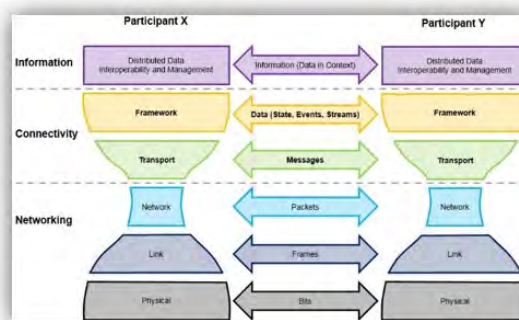 Participant X
Participant Y
Information
Distributed Data
Interoperability and Management
Information (Data in Context)
Distributed Data
Interoperability and Management
Connectivity
Framework
Data (State, Events, Streams)
Framework
Transport
Messages
Transport
Networking
Network
Packets
Network
Link
Frames
Link
Physical
Bits
Physical